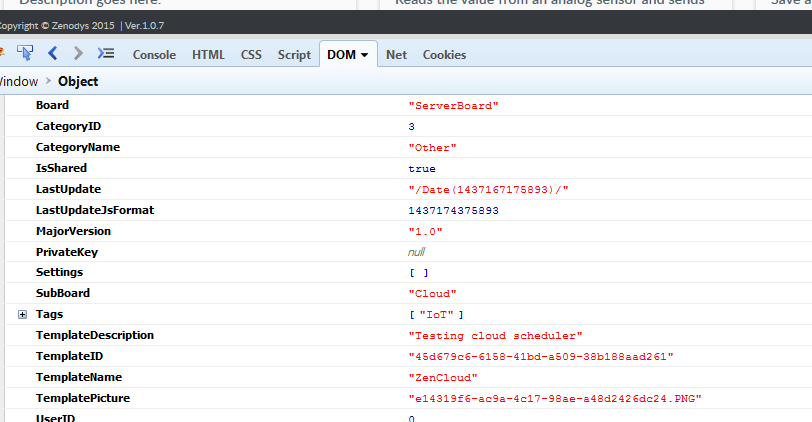 Description goes here.
Reads the value from an analog sensor and sends
Save a
Copyright © Zenodys 2015 | Ver.1.0.7
Console HTML CSS Script DOM Net Cookies
Window > Object
Board "ServerBoard"
CategoryID 3
CategoryName "Other"
IsShared true
LastUpdate "/Date(1437167175893)/"
LastUpdateJsFormat 1437174375893
MajorVersion "1.0"
PrivateKey null
Settings [ ]
SubBoard "Cloud"
Tags [ "IoT" ]
TemplateDescription "Testing cloud scheduler"
TemplateID "45d679c6-6158-41bd-a509-38b188aad261"
TemplateName "ZenCloud"
TemplatePicture "e14319f6-ac9a-4c17-98ae-a48d2426dc24.PNG"
UserID 0